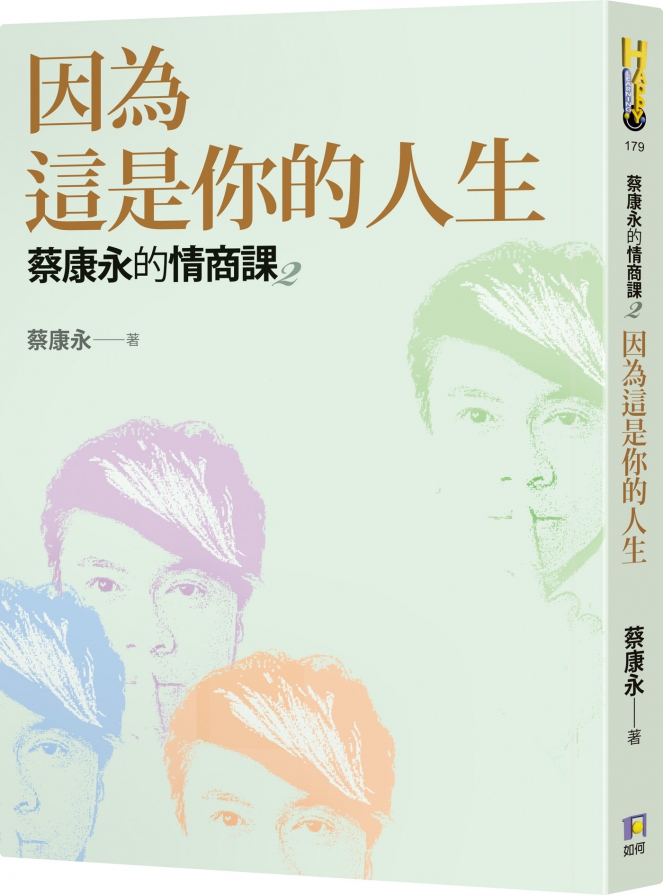 因為
這是你的人生
蔡康永的情商課2
蔡康永──著
HAPPY
LEARNING
179
蔡康永的情商課2
因為這是你的人生
蔡康永──著
如何